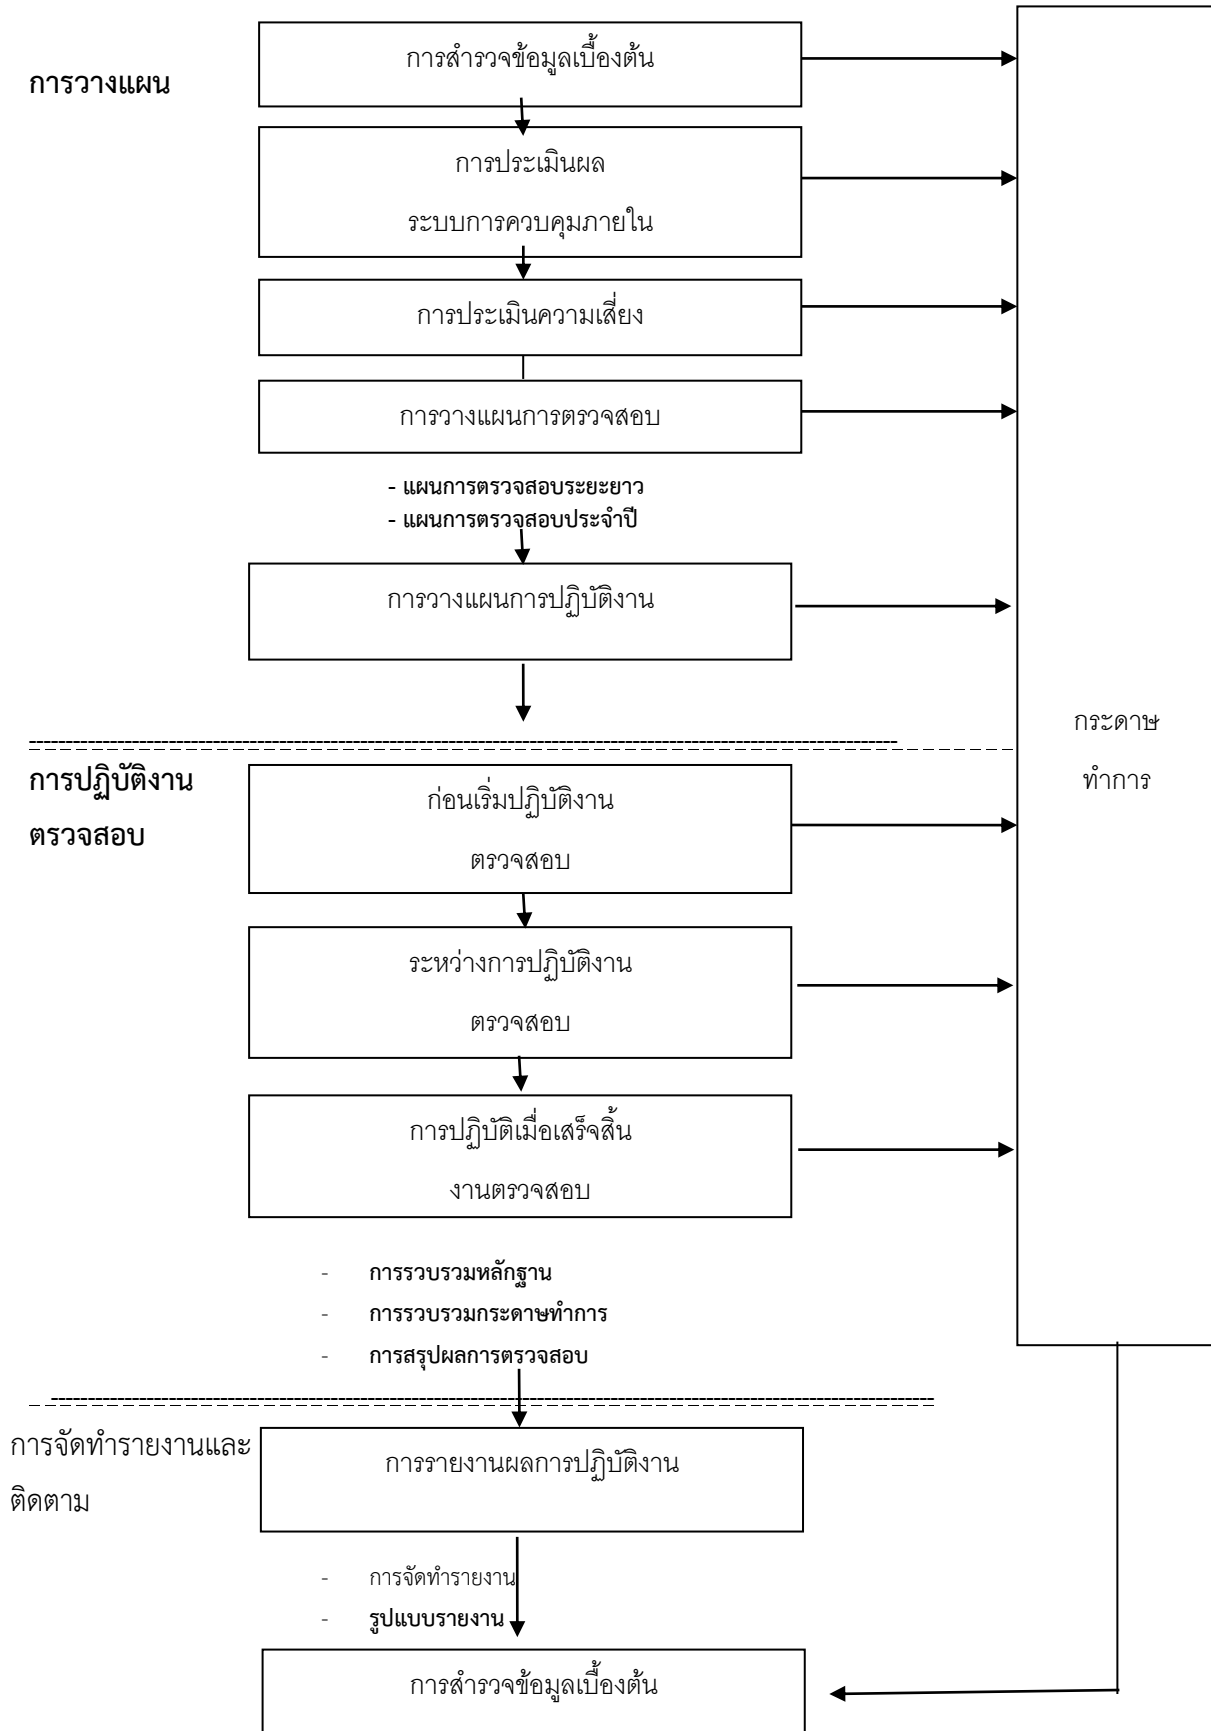 การวางแผน
การสำรวจข้อมูลเบื้องต้น
การประเมินผล
ระบบการควบคุมภายใน
การประเมินความเสี่ยง
การวางแผนการตรวจสอบ
- แผนการตรวจสอบระยะยาว
- แผนการตรวจสอบประจำปี
การวางแผนการปฏิบัติงาน
กระดาษ
ทำการ
การปฏิบัติงาน
ตรวจสอบ
ก่อนเริ่มปฏิบัติงาน
ตรวจสอบ
ระหว่างการปฏิบัติงาน
ตรวจสอบ
การปฏิบัติเมื่อเสร็จสิ้น
งานตรวจสอบ
- การรวบรวมหลักฐาน
- การรวบรวมกระดาษทำการ
- การสรุปผลการตรวจสอบ
การจัดทำรายงานและ
ติดตาม
การรายงานผลการปฏิบัติงาน
- การจัดทำรายงาน
- รูปแบบรายงาน
การสำรวจข้อมูลเบื้องต้น